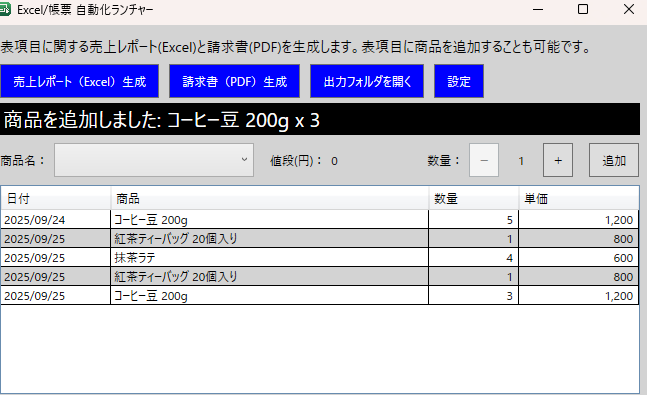 Excel/帳票 自動化ランチャー
表項目に関する売上レポート(Excel)と請求書(PDF)を生成します。表項目に商品を追加することも可能です。
売上レポート（Excel）生成 請求書（PDF）生成 出力フォルダを開く 設定
商品を追加しました: コーヒー豆 200g x 3
商品名： 値段(円)： 0 数量： − 1 + 追加
日付 商品 数量 単価
2025/09/24 コーヒー豆 200g 5 1,200
2025/09/25 紅茶ティーバッグ 20個入り 1 800
2025/09/25 抹茶ラテ 4 600
2025/09/25 紅茶ティーバッグ 20個入り 1 800
2025/09/25 コーヒー豆 200g 3 1,200